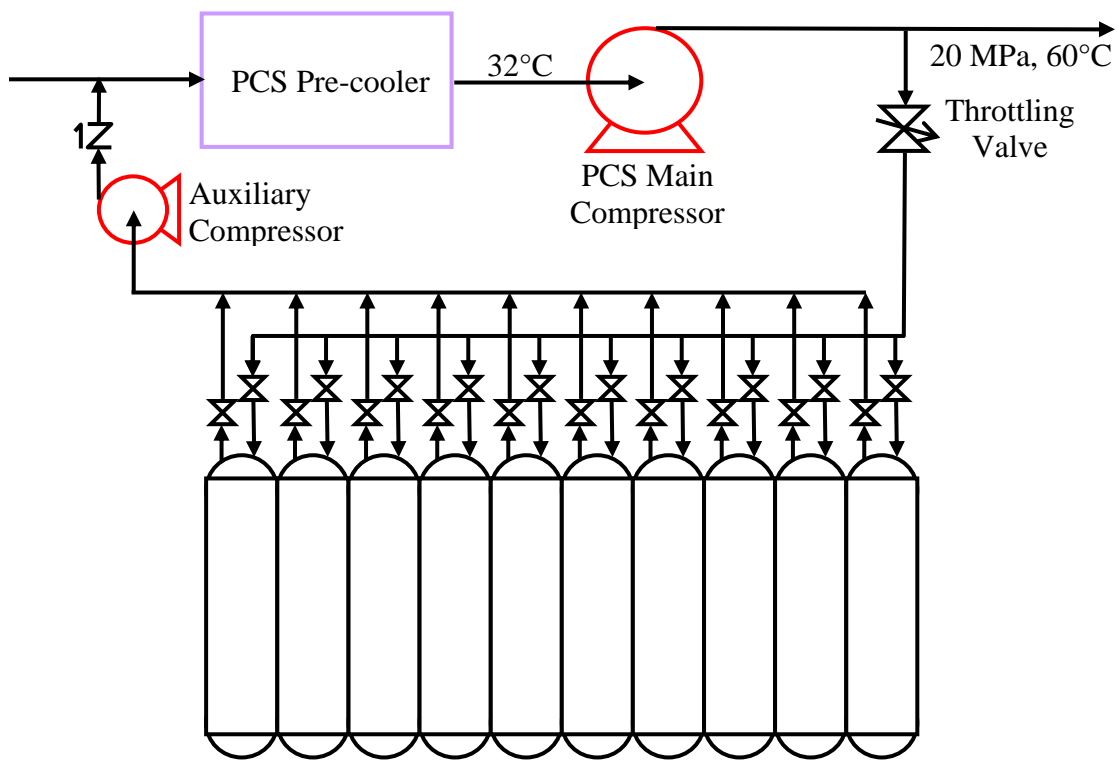 PCS Pre-cooler
32°C
20 MPa, 60°C
Throttling
Valve
PCS Main
Compressor
Auxiliary
Compressor